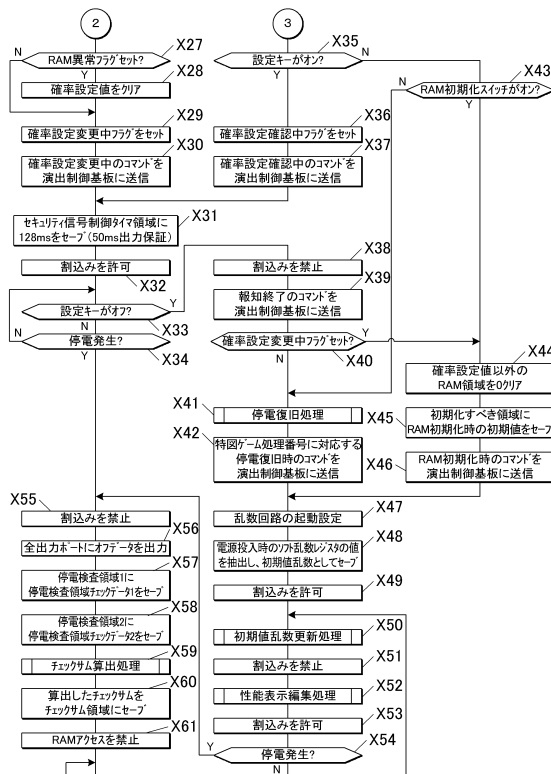 2
RAM異常フラグセット?
N
Y
X27
確率設定値をクリア
X28
確率設定変更中フラグをセット
X29
確率設定変更中のコマンドを
演出制御基板に送信
X30
セキュリティ信号制御タイマ領域に
128msをセーブ(50ms出力保証)
X31
割込みを許可
X32
設定キーがオフ?
N
Y
X33
停電発生?
N
Y
X34
3
設定キーがオン?
Y
N
X35
確率設定確認中フラグをセット
X36
確率設定確認中のコマンドを
演出制御基板に送信
X37
割込みを禁止
X38
報知終了のコマンドを
演出制御基板に送信
X39
確率設定変更中フラグセット?
N
Y
X40
停電復旧処理
X41
特図ゲーム処理番号に対応する
停電復旧時のコマンドを
演出制御基板に送信
X42
RAM初期化スイッチがオン?
N
Y
X43
確率設定値以外の
RAM領域を0クリア
X44
初期化すべき領域に
RAM初期化時の初期値をセーブ
X45
RAM初期化時のコマンドを
演出制御基板に送信
X46
乱数回路の起動設定
X47
電源投入時のソフト乱数レジスタの値
を抽出し、初期値乱数としてセーブ
X48
割込みを許可
X49
初期値乱数更新処理
X50
割込みを禁止
X51
性能表示編集処理
X52
割込みを許可
X53
停電発生?
Y
N
X54
割込みを禁止
X55
全出力ポートにオフデータを出力
X56
停電検査領域1に
停電検査領域チェックデータ1をセーブ
X57
停電検査領域2に
停電検査領域チェックデータ2をセーブ
X58
チェックサム算出処理
X59
算出したチェックサムを
チェックサム領域にセーブ
X60
RAMアクセスを禁止
X61